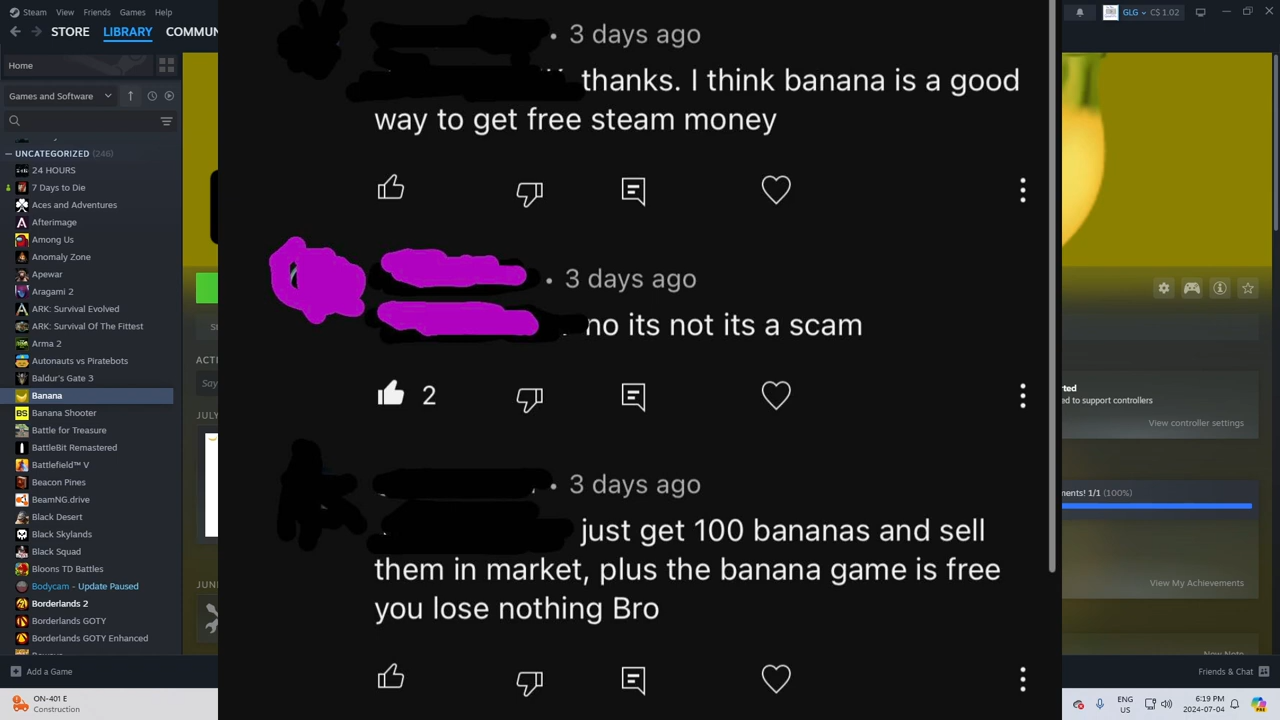 Steam View Friends Games Help
STORE LIBRARY COMMUN
GLG CS 1.02
Home
Games and Software
UNCATEGORIZED (246)
24 HOURS
7 Days to Die
Aces and Adventures
Afterimage
Among Us
Anomaly Zone
Apewar
Aragami 2
ARK: Survival Evolved
ARK: Survival Of The Fittest
Arma 2
Autonauts vs Piratebots
Baldur's Gate 3
Banana
Banana Shooter
Battle for Treasure
BattleBit Remastered
Battlefield™ V
Beacon Pines
BeamNG.drive
Black Desert
Black Skylands
Black Squad
Bloons TD Battles
Bodycam - Update Paused
Borderlands 2
Borderlands GOTY
Borderlands GOTY Enhanced
Add a Game
ON-401 E
Construction
ACTI
Say
JULY
JUN
• 3 days ago
thanks. I think banana is a good
way to get free steam money
• 3 days ago
no its not its a scam
2
• 3 days ago
just get 100 bananas and sell
them in market, plus the banana game is free
you lose nothing Bro
rted
ed to support controllers
View controller settings
ments! 1/1 (100%)
View My Achievements
New Note
Friends & Chat
ENG
6:19 PM